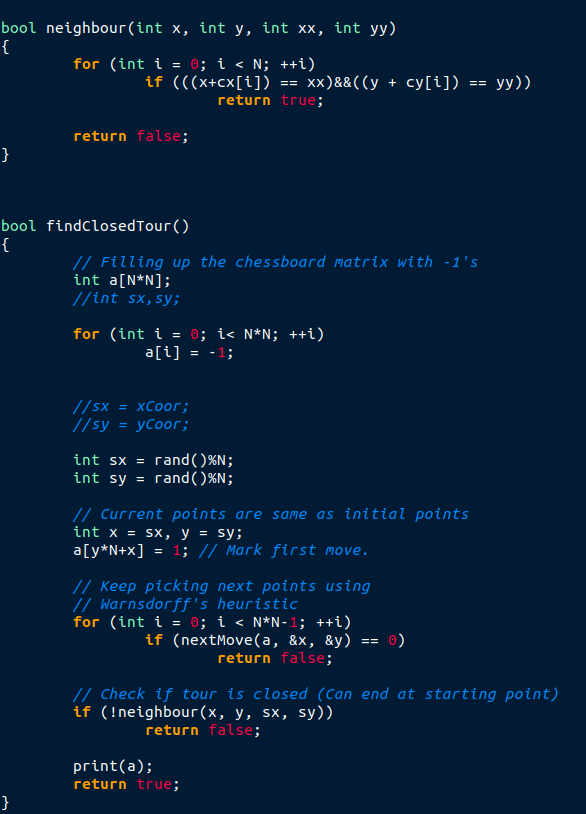 bool neighbour(int x, int y, int xx, int yy)
{
        for (int i = 0; i < N; ++i)
                if (((x+cx[i]) == xx)&&((y + cy[i]) == yy))
                        return true;

        return false;
}

bool findClosedTour()
{
        // Filling up the chessboard matrix with -1's
        int a[N*N];
        //int sx,sy;

        for (int i = 0; i< N*N; ++i)
                a[i] = -1;

        //sx = xCoor;
        //sy = yCoor;

        int sx = rand()%N;
        int sy = rand()%N;

        // Current points are same as initial points
        int x = sx, y = sy;
        a[y*N+x] = 1; // Mark first move.

        // Keep picking next points using
        // Warnsdorff's heuristic
        for (int i = 0; i < N*N-1; ++i)
                if (nextMove(a, &x, &y) == 0)
                        return false;

        // Check if tour is closed (Can end at starting point)
        if (!neighbour(x, y, sx, sy))
                return false;

        print(a);
        return true;
}